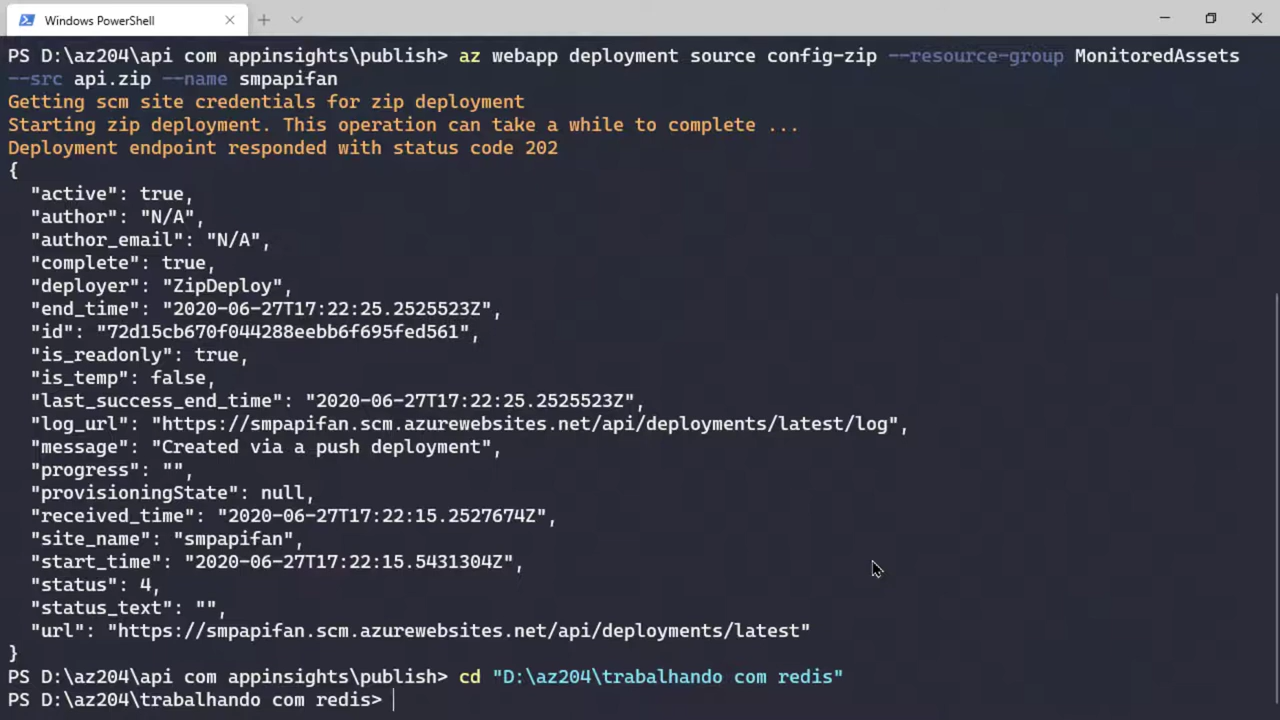 Windows PowerShell
PS D:\az204\api com appinsights\publish> az webapp deployment source config-zip --resource-group MonitoredAssets
--src api.zip --name smpapifan
Getting scm site credentials for zip deployment
Starting zip deployment. This operation can take a while to complete ...
Deployment endpoint responded with status code 202
{
  "active": true,
  "author": "N/A",
  "author_email": "N/A",
  "complete": true,
  "deployer": "ZipDeploy",
  "end_time": "2020-06-27T17:22:25.2525523Z",
  "id": "72d15cb670f044288eebb6f695fed561",
  "is_readonly": true,
  "is_temp": false,
  "last_success_end_time": "2020-06-27T17:22:25.2525523Z",
  "log_url": "https://smpapifan.scm.azurewebsites.net/api/deployments/latest/log",
  "message": "Created via a push deployment",
  "progress": "",
  "provisioningState": null,
  "received_time": "2020-06-27T17:22:15.2527674Z",
  "site_name": "smpapifan",
  "start_time": "2020-06-27T17:22:15.5431304Z",
  "status": 4,
  "status_text": "",
  "url": "https://smpapifan.scm.azurewebsites.net/api/deployments/latest"
}
PS D:\az204\api com appinsights\publish> cd "D:\az204\trabalhando com redis"
PS D:\az204\trabalhando com redis>